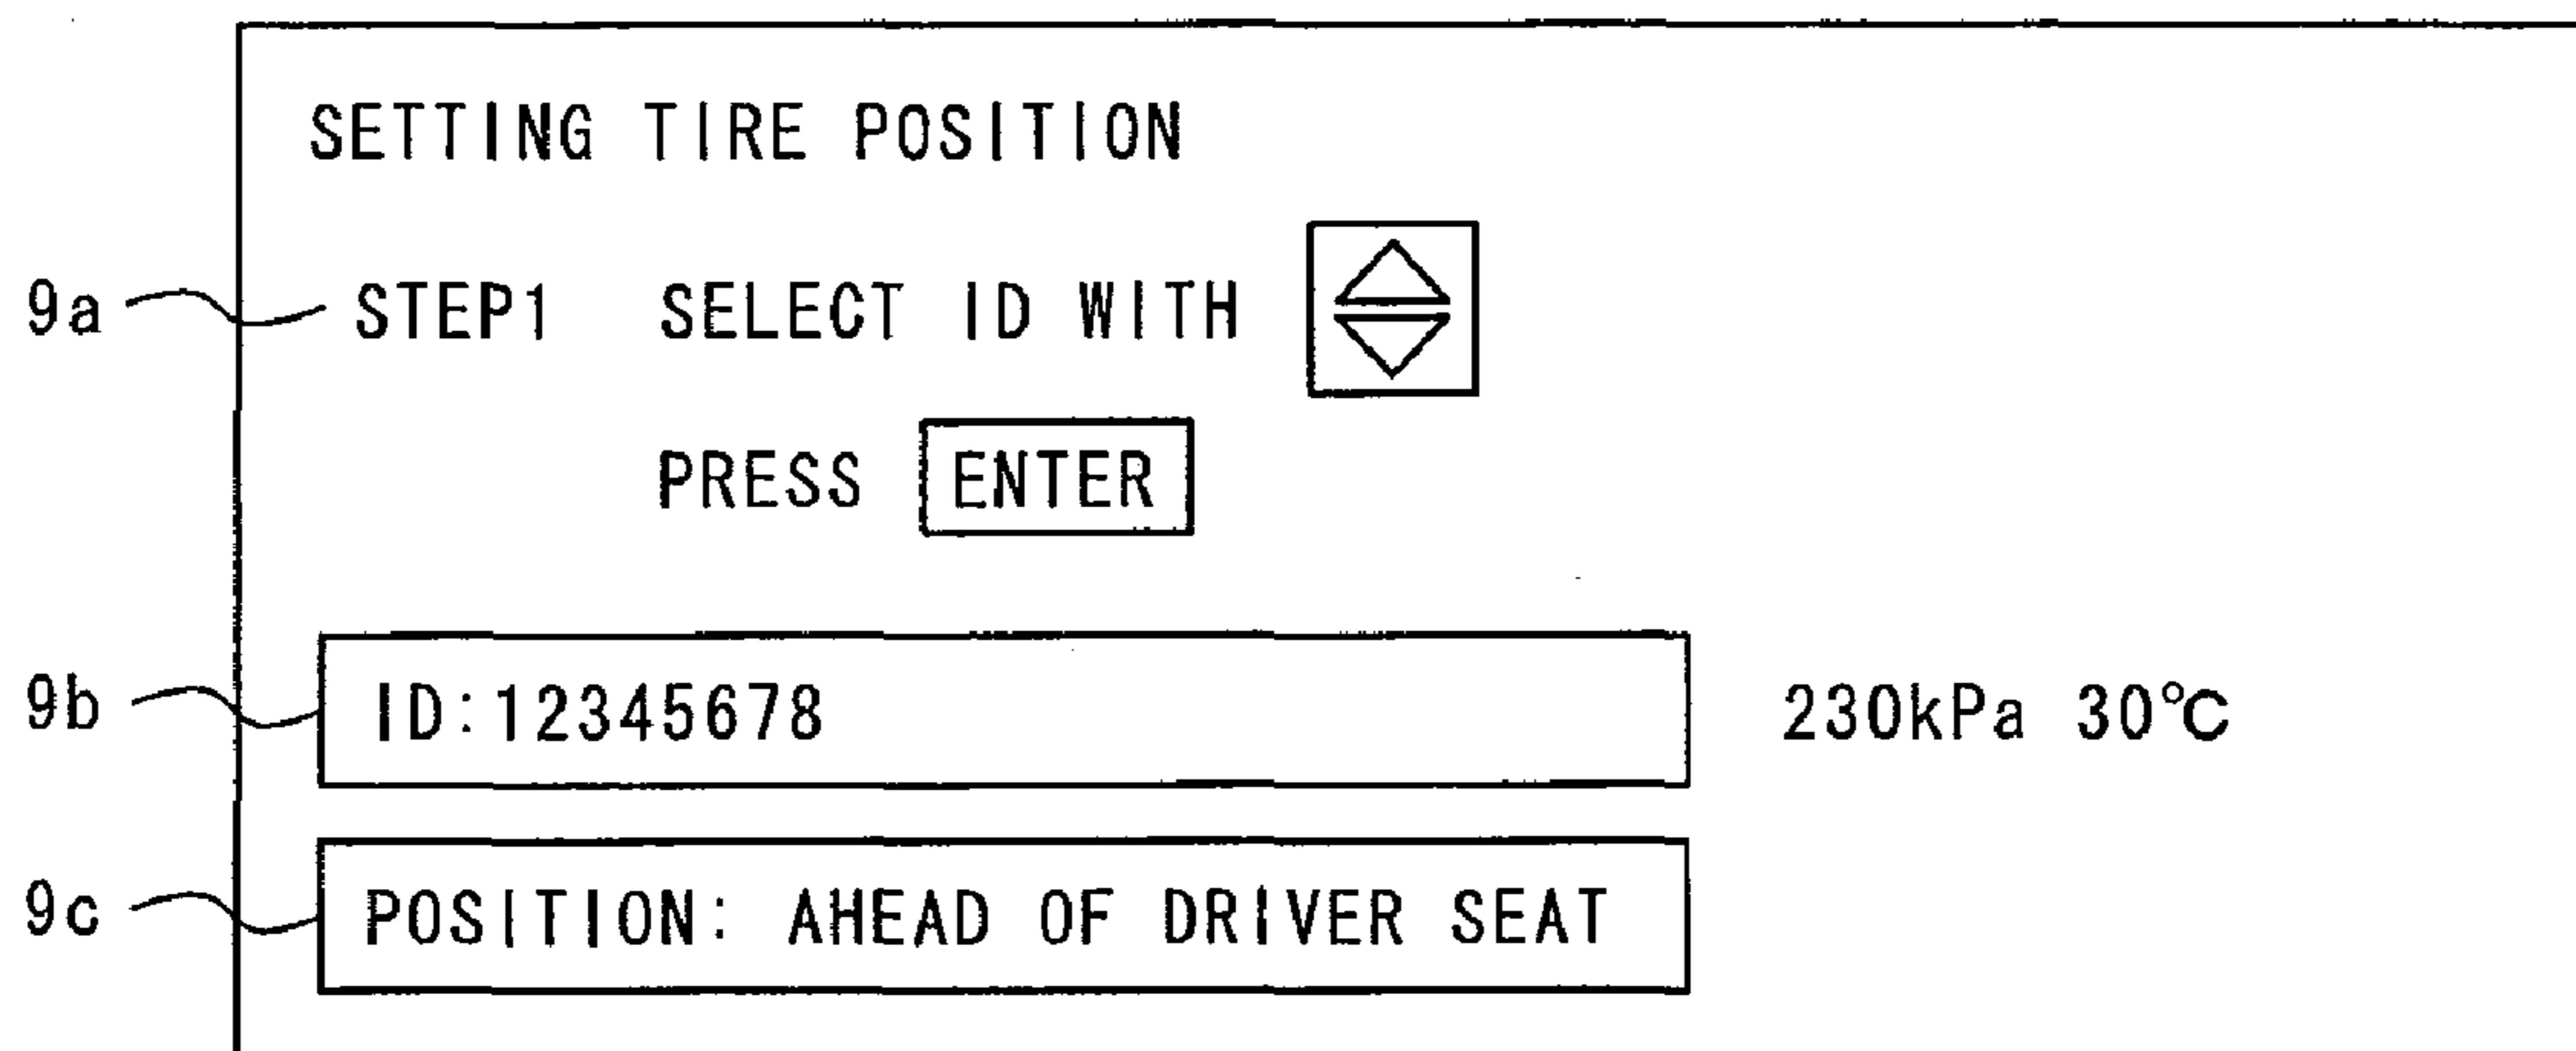 SETTING TIRE POSITION
9a STEP1 SELECT ID WITH
PRESS ENTER
9b ID:12345678 230kPa 30℃
9c POSITION: AHEAD OF DRIVER SEAT